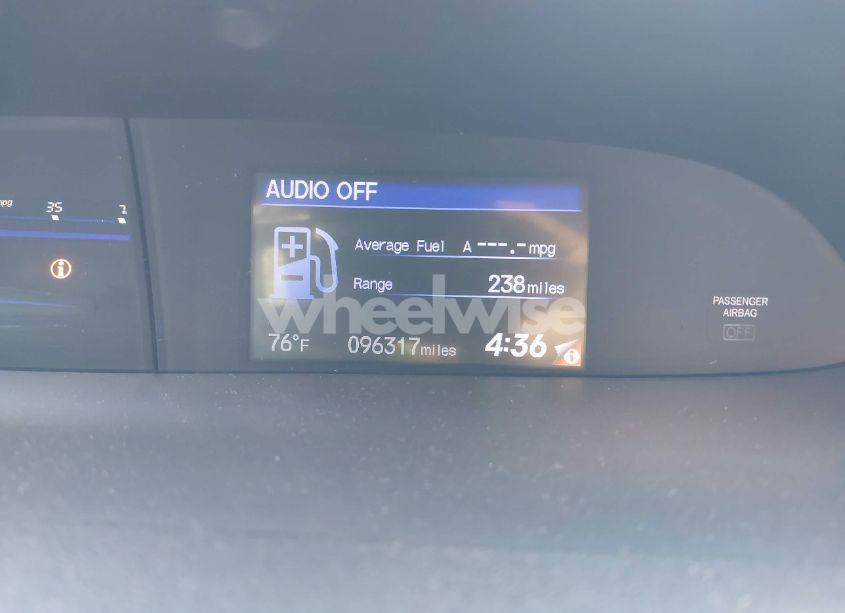 mpg 35 7
AUDIO OFF
Average Fuel A ---.- mpg
Range 238 miles
wheelwise
76°F 096317 miles 4:36
PASSENGER
AIRBAG
OFF